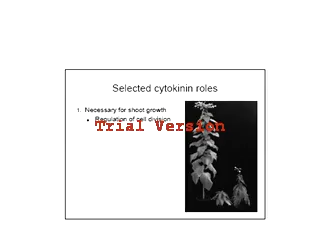 Selected cytokinin roles
1. Necessary for shoot growth
• Regulation of cell division
Trial Version